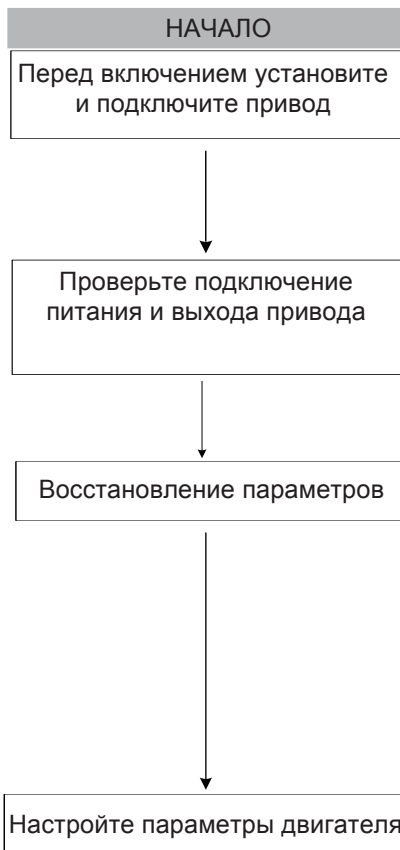 НАЧАЛО
Перед включением установите
и подключите привод
Проверьте подключение
питания и выхода привода
Восстановление параметров
Настройте параметры двигателя